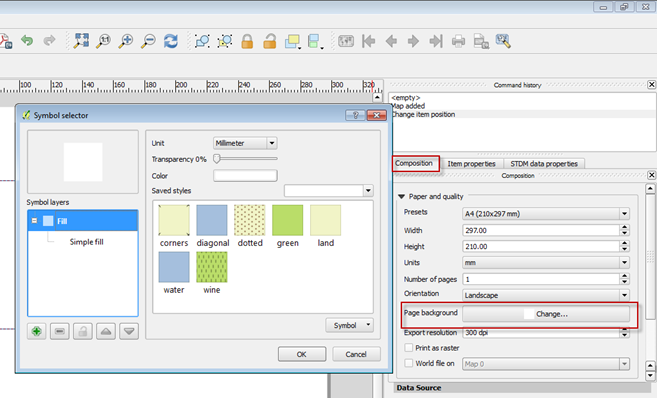 100 120 140 160 180 200 220 240 260 280 300 320
Command history
<empty>
Map added
Change item position
Symbol selector
Unit Millimeter
Transparency 0%
Color
Saved styles
Symbol layers
Fill
Simple fill
corners diagonal dotted green land
water wine
Symbol
OK Cancel
Composition Item properties STDM data properties
Composition
Paper and quality
Presets A4 (210x297 mm)
Width 297.00
Height 210.00
Units mm
Number of pages 1
Orientation Landscape
Page background Change...
Export resolution 300 dpi
Print as raster
World file on Map 0
Data Source